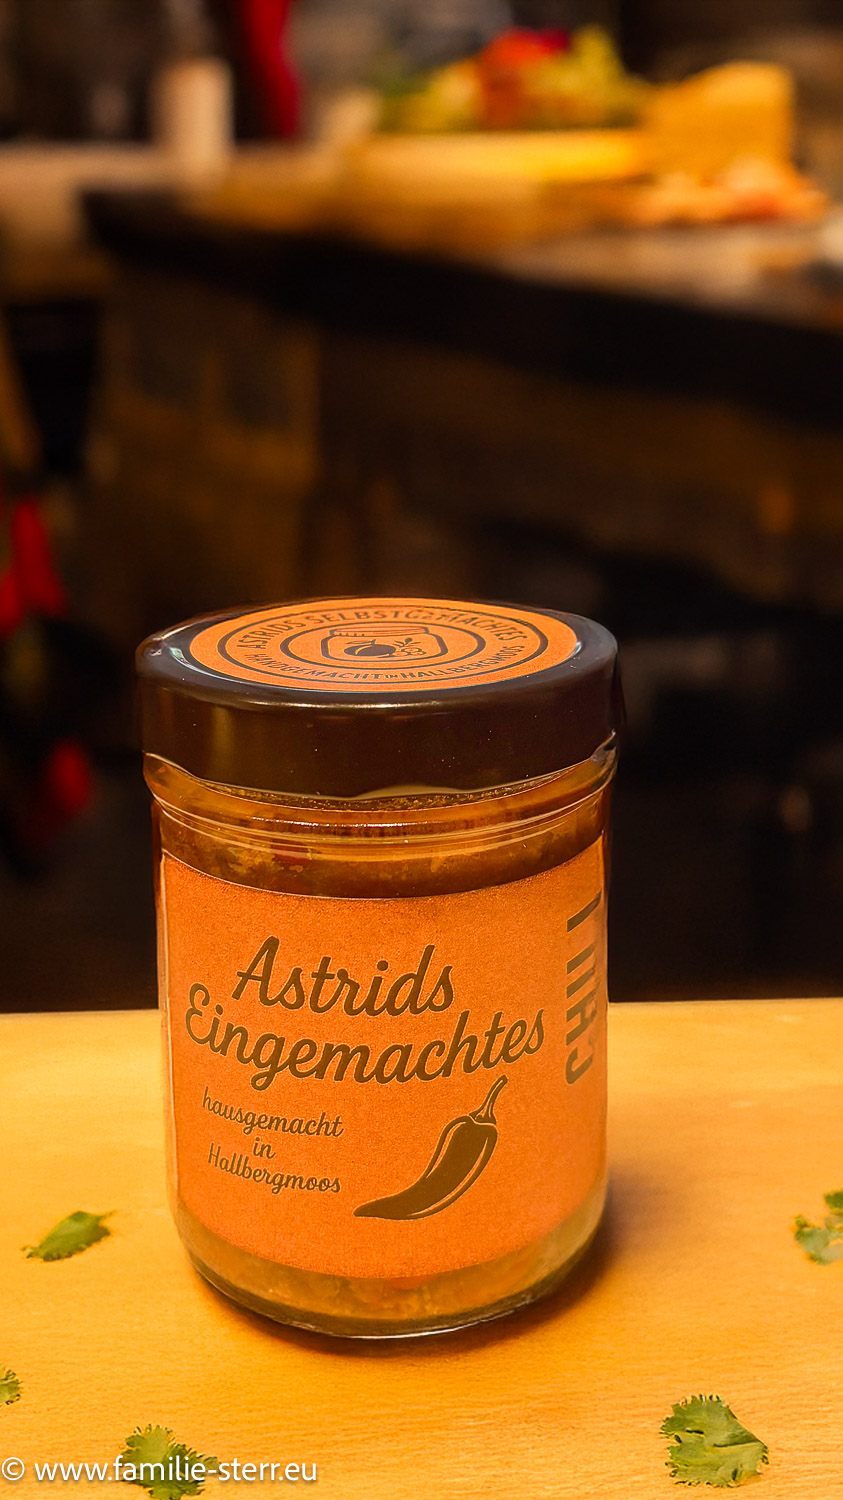 ASTRIDS SELBSTGEMACHTES
HANDGEMACHT IN HALLBERGMOOS
Astrids
Eingemachtes
hausgemacht
in
Hallbergmoos
CHILI
© www.familie-sterr.eu